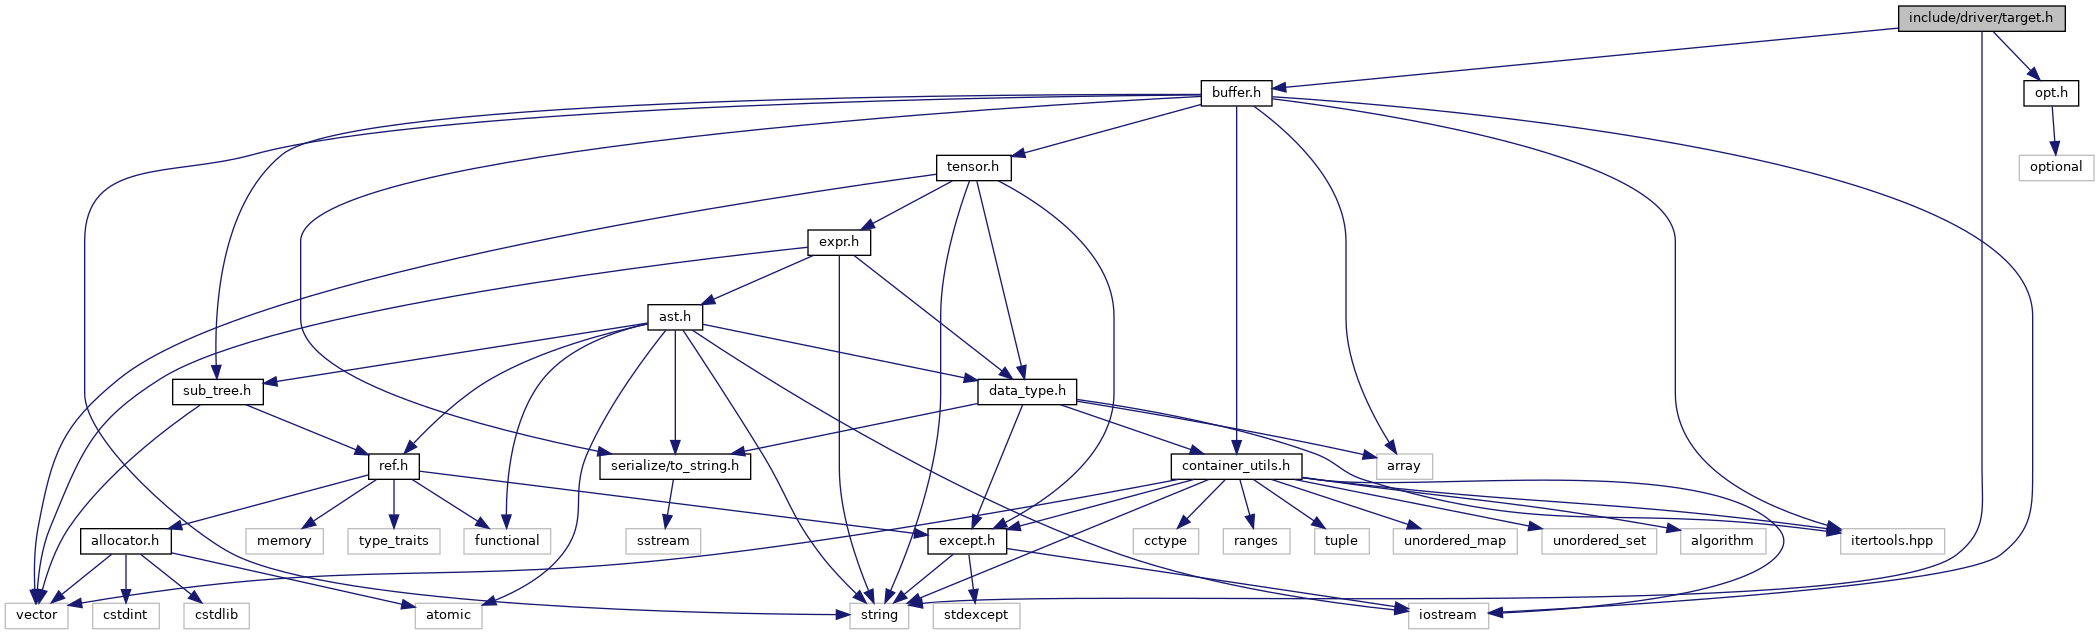 include/driver/target.h
buffer.h
opt.h
tensor.h
optional
expr.h
ast.h
sub_tree.h
data_type.h
ref.h
serialize/to_string.h
container_utils.h
array
allocator.h
memory
type_traits
functional
sstream
except.h
cctype
ranges
tuple
unordered_map
unordered_set
algorithm
itertools.hpp
vector
cstdint
cstdlib
atomic
string
stdexcept
iostream